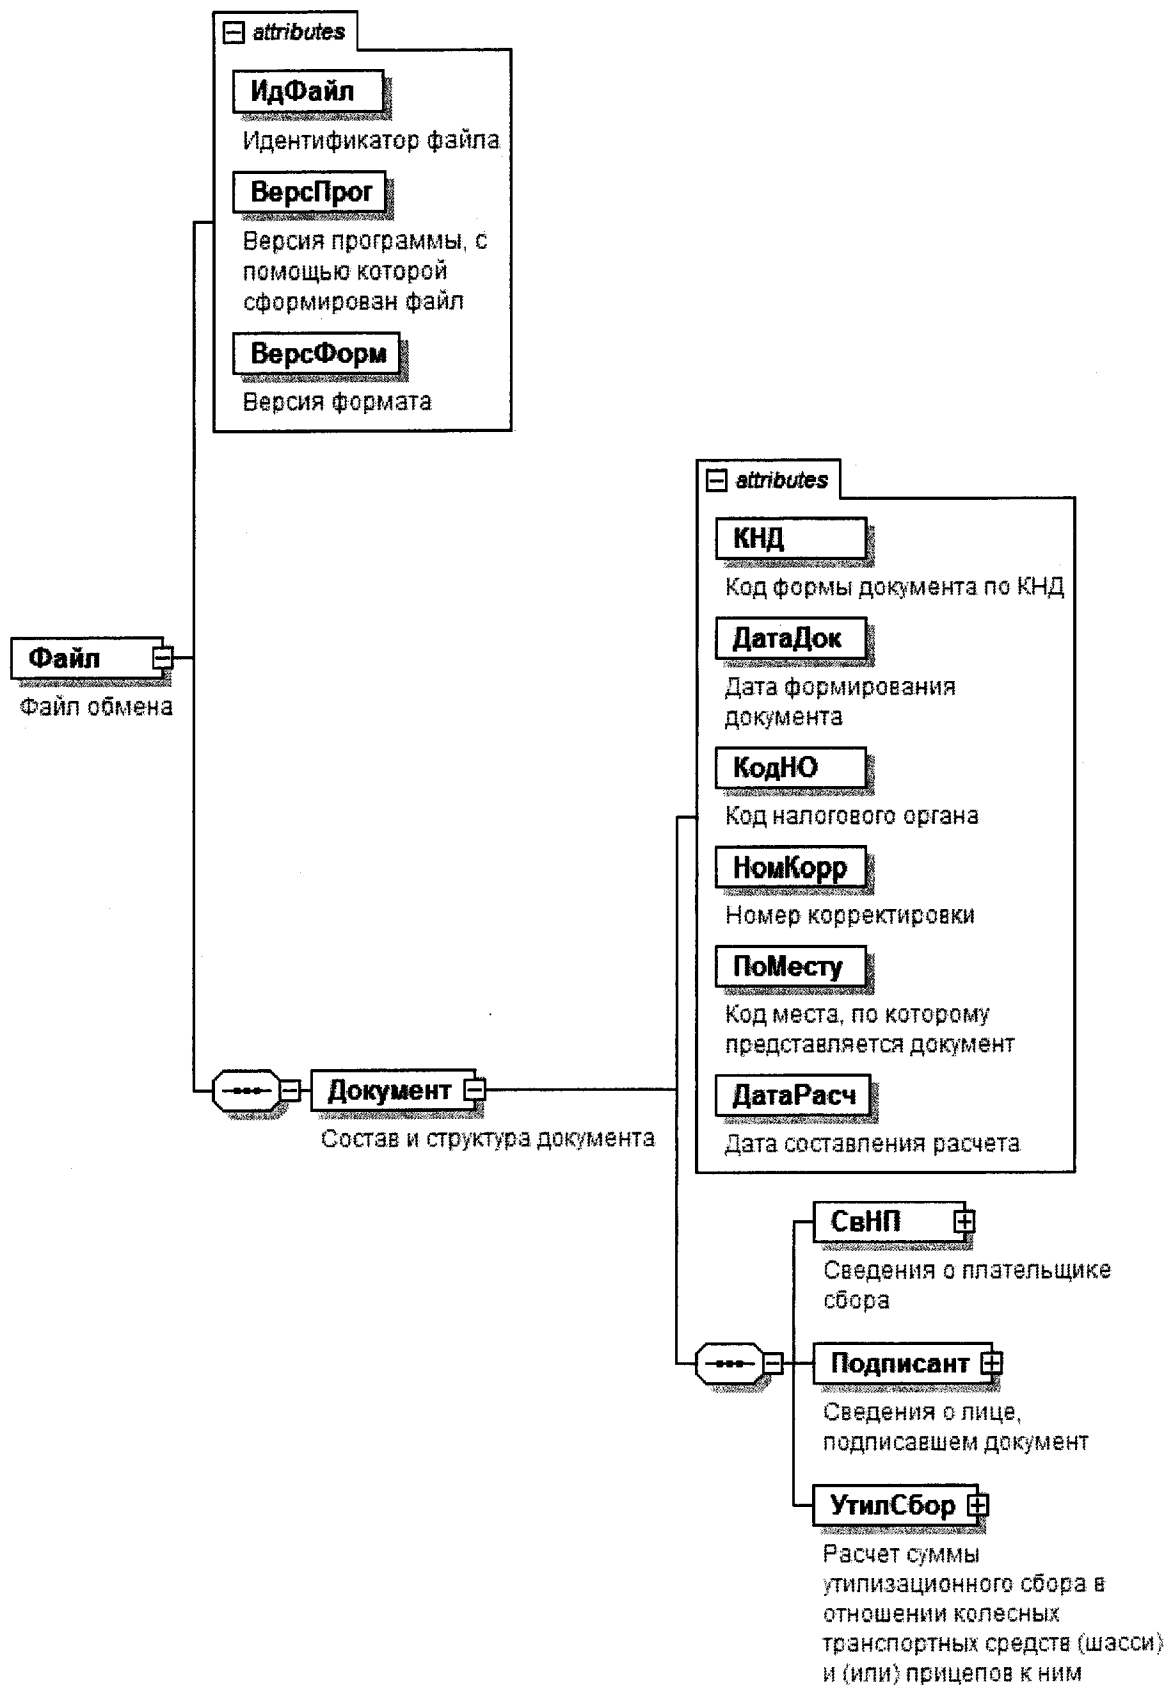 attributes
ИдФайл
Идентификатор файла
ВерсПрог
Версия программы, с
помощью которой
сформирован файл
ВерсФорм
Версия формата
attributes
КНД
Код формы документа по КНД
ДатаДок
Дата формирования
документа
КодНО
Код налогового органа
НомКорр
Номер корректировки
ПоМесту
Код места, по которому
представляется документ
ДатаРасч
Дата составления расчета
Файл
Файл обмена
Документ
Состав и структура документа
СвНП
Сведения о плательщике
сбора
Подписант
Сведения о лице,
подписавшем документ
УтилСбор
Расчет суммы
утилизационного сбора в
отношении колесных
транспортных средств (шасси)
и (или) прицепов к ним